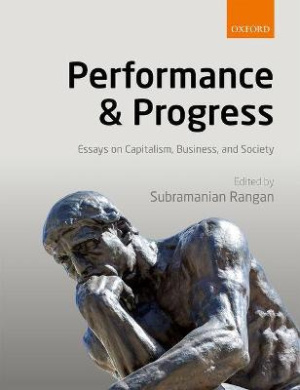 OXFORD
Performance
& Progress
Essays on Capitalism, Business, and Society
Edited by
Subramanian Rangan